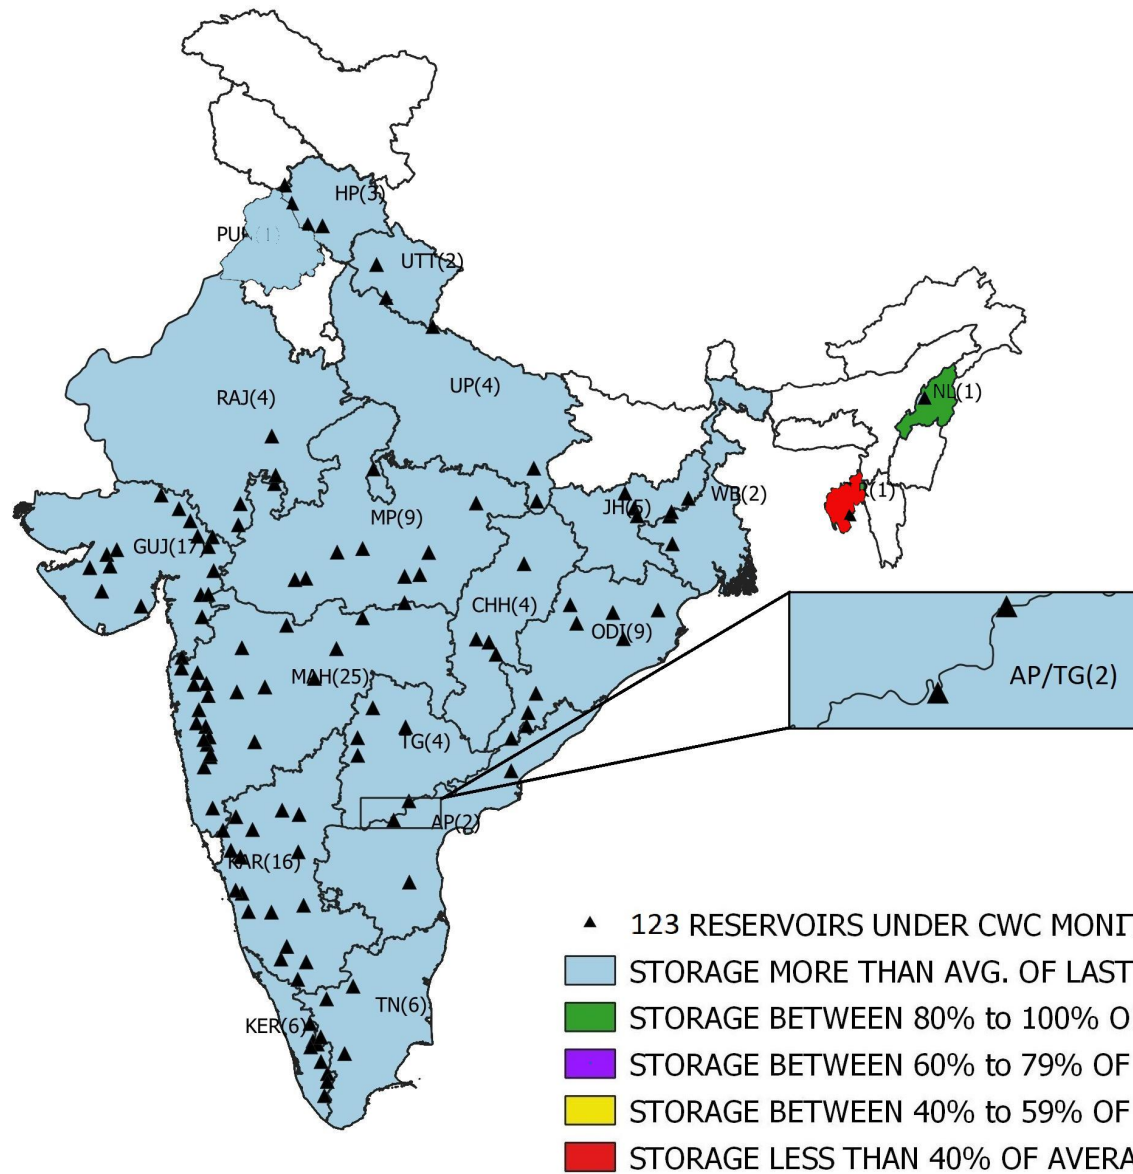 HP(3)
UTT(2)
RAJ(4)
UP(4)
NL(1)
MP(9)
JH(5)
WB(2)
GUJ(17)
CHH(4)
ODI(9)
MAH(25)
TG(4)
AP/TG(2)
AP(2)
KAR(16)
TN(6)
KER(6)
123 RESERVOIRS UNDER CWC MONIT
STORAGE MORE THAN AVG. OF LAST
STORAGE BETWEEN 80% to 100% O
STORAGE BETWEEN 60% to 79% OF
STORAGE BETWEEN 40% to 59% OF
STORAGE LESS THAN 40% OF AVERA